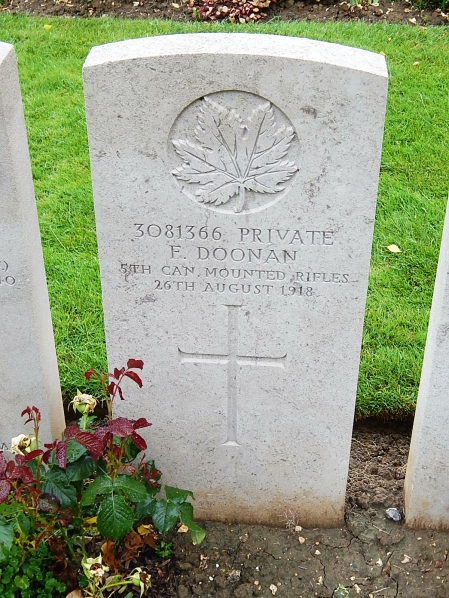 3081366 PRIVATE
F. DOONAN
5TH CAN. MOUNTED RIFLES
26TH AUGUST 1918